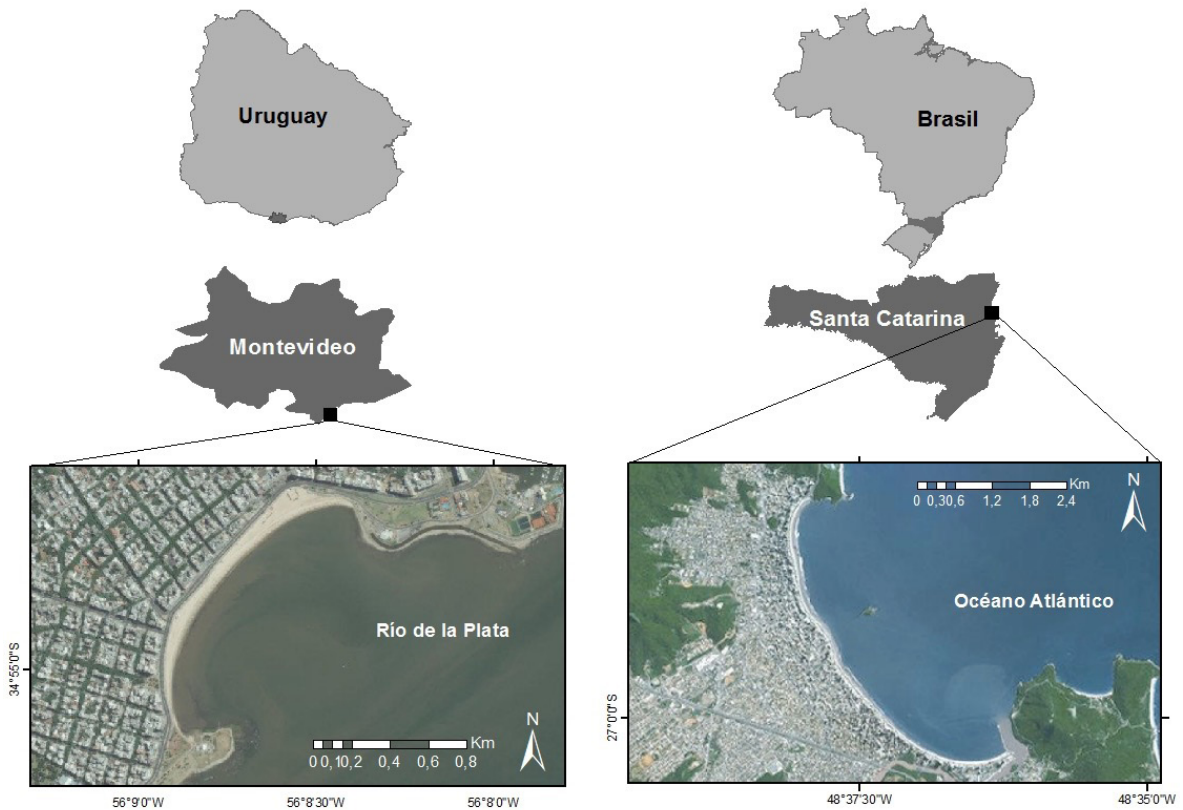 Uruguay
Brasil
Montevideo
Santa Catarina
Río de la Plata
34°55'0"S
N
Km
0 0,10,2 0,4 0,6 0,8
56°9'0"W 56°8'30"W 56°8'0"W
Km
0 0,30,6 1,2 1,8 2,4
N
Océano Atlántico
27°0'0"S
48°37'30"W 48°35'0"W